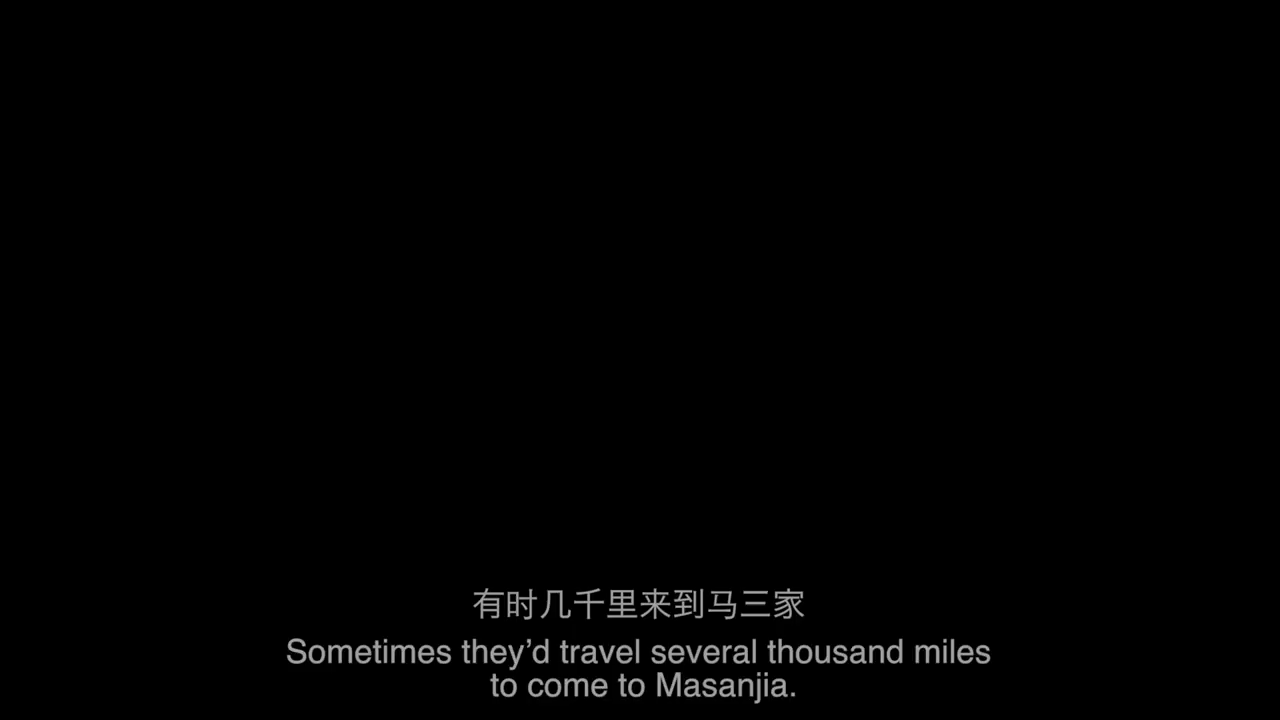 有时几千里来到马三家
Sometimes they’d travel several thousand miles
to come to Masanjia.